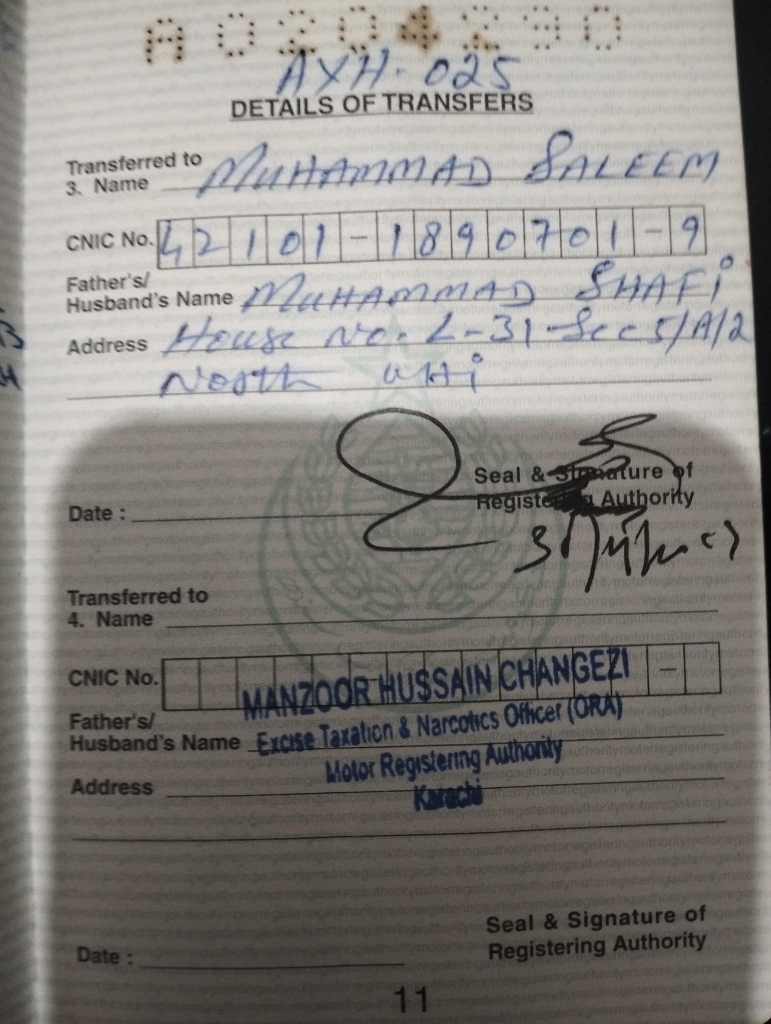 A0204290
AXH-025
DETAILS OF TRANSFERS
Transferred to
3. Name MUHAMMAD SALEEM
CNIC No. 42101-1890701-9
Father's/
Husband's Name MUHAMMAD SHAFi
Address House No. L-31-Sec 5/A/2
North
Seal & Signature of
Registering Authority
Date :
Transferred to
4. Name
CNIC No. -
MANZOOR HUSSAIN CHANGEZI
Father's/
Husband's Name Excise Taxation & Narcotics Officer (ORA)
Motor Registering Authority
Address
Karachi
Seal & Signature of
Registering Authority
Date :
11